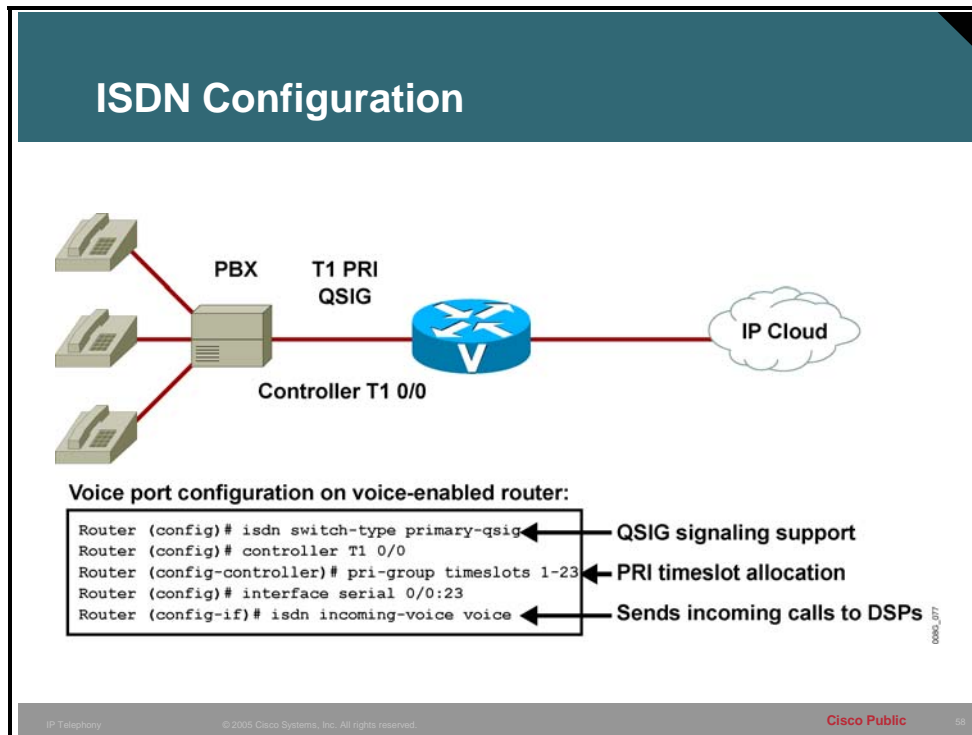 ISDN Configuration
PBX
T1 PRI
QSIG
V
IP Cloud
Controller T1 0/0
Voice port configuration on voice-enabled router:
Router (config)# isdn switch-type primary-qsig
QSIG signaling support
Router (config)# controller T1 0/0
Router (config-controller)# pri-group timeslots 1-23
PRI timeslot allocation
Router (config)# interface serial 0/0:23
Router (config-if)# isdn incoming-voice voice
Sends incoming calls to DSPs
008G_077
IP Telephony
© 2005 Cisco Systems, Inc. All rights reserved.
Cisco Public
58